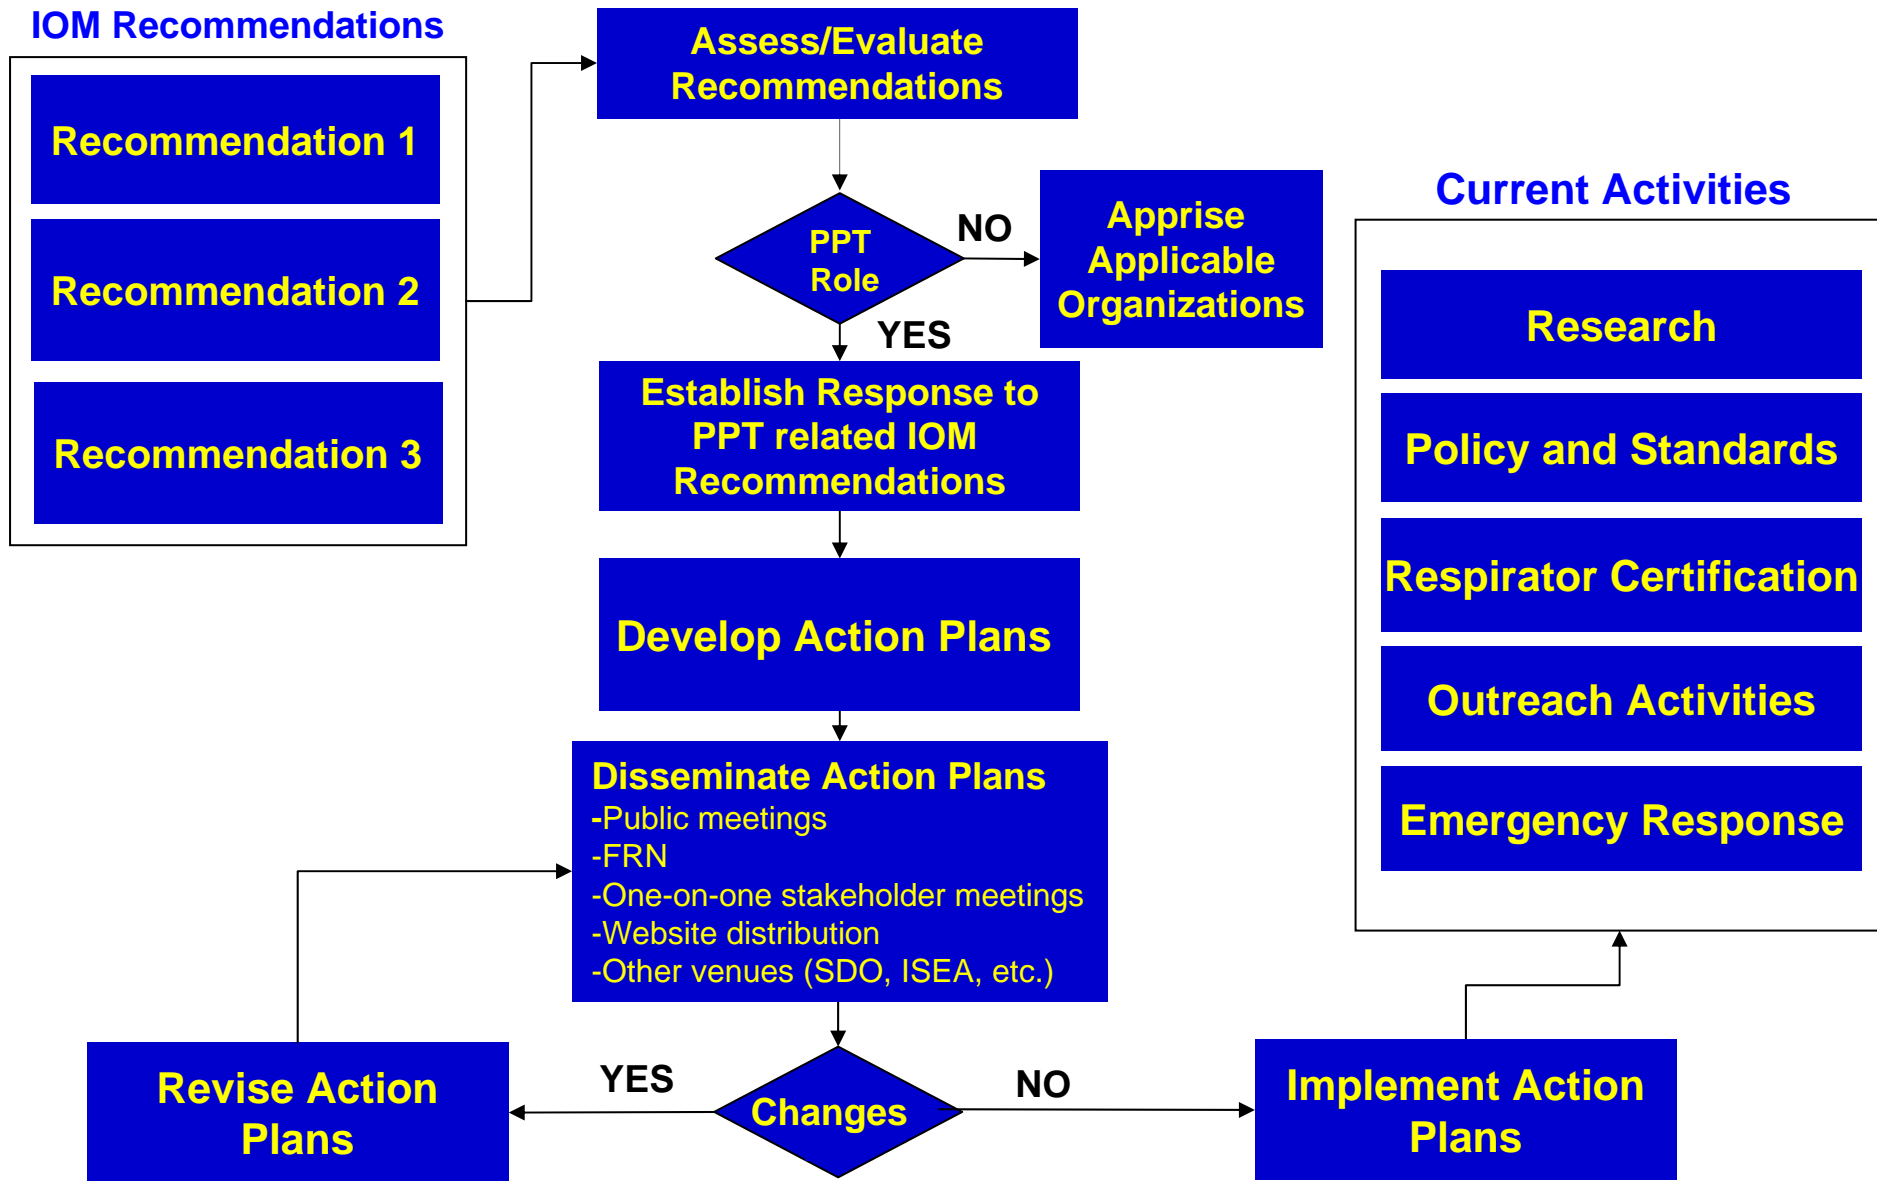 IOM Recommendations
Recommendation 1
Recommendation 2
Recommendation 3
Assess/Evaluate
Recommendations
PPT
Role
NO
Apprise
Applicable
Organizations
YES
Establish Response to
PPT related IOM
Recommendations
Develop Action Plans
Disseminate Action Plans
-Public meetings
-FRN
-One-on-one stakeholder meetings
-Website distribution
-Other venues (SDO, ISEA, etc.)
Changes
YES
Revise Action
Plans
NO
Implement Action
Plans
Current Activities
Research
Policy and Standards
Respirator Certification
Outreach Activities
Emergency Response